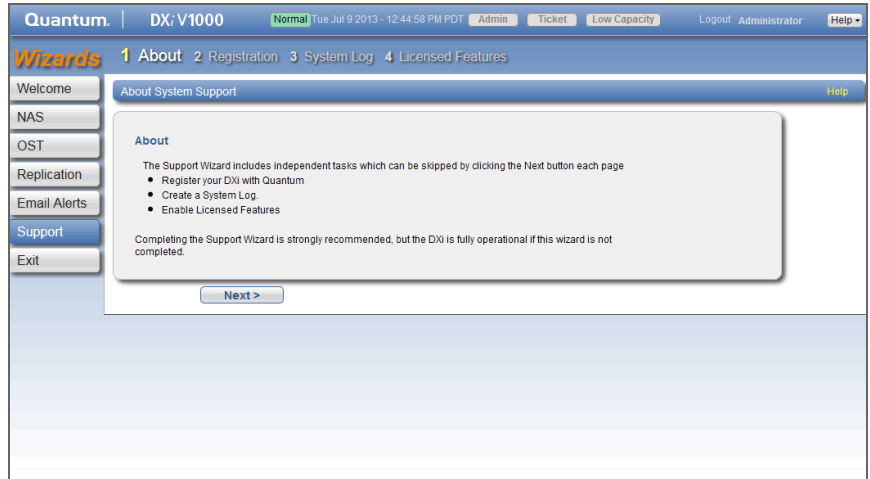 Quantum. DXi V1000 Normal Tue Jul 9 2013 - 12:44:58 PM PDT Admin Ticket Low Capacity Logout Administrator Help
Wizards 1 About 2 Registration 3 System Log 4 Licensed Features
Welcome
NAS
OST
Replication
Email Alerts
Support
Exit
About System Support Help
About
The Support Wizard includes independent tasks which can be skipped by clicking the Next button each page
• Register your DXi with Quantum
• Create a System Log.
• Enable Licensed Features
Completing the Support Wizard is strongly recommended, but the DXi is fully operational if this wizard is not
completed.
Next >